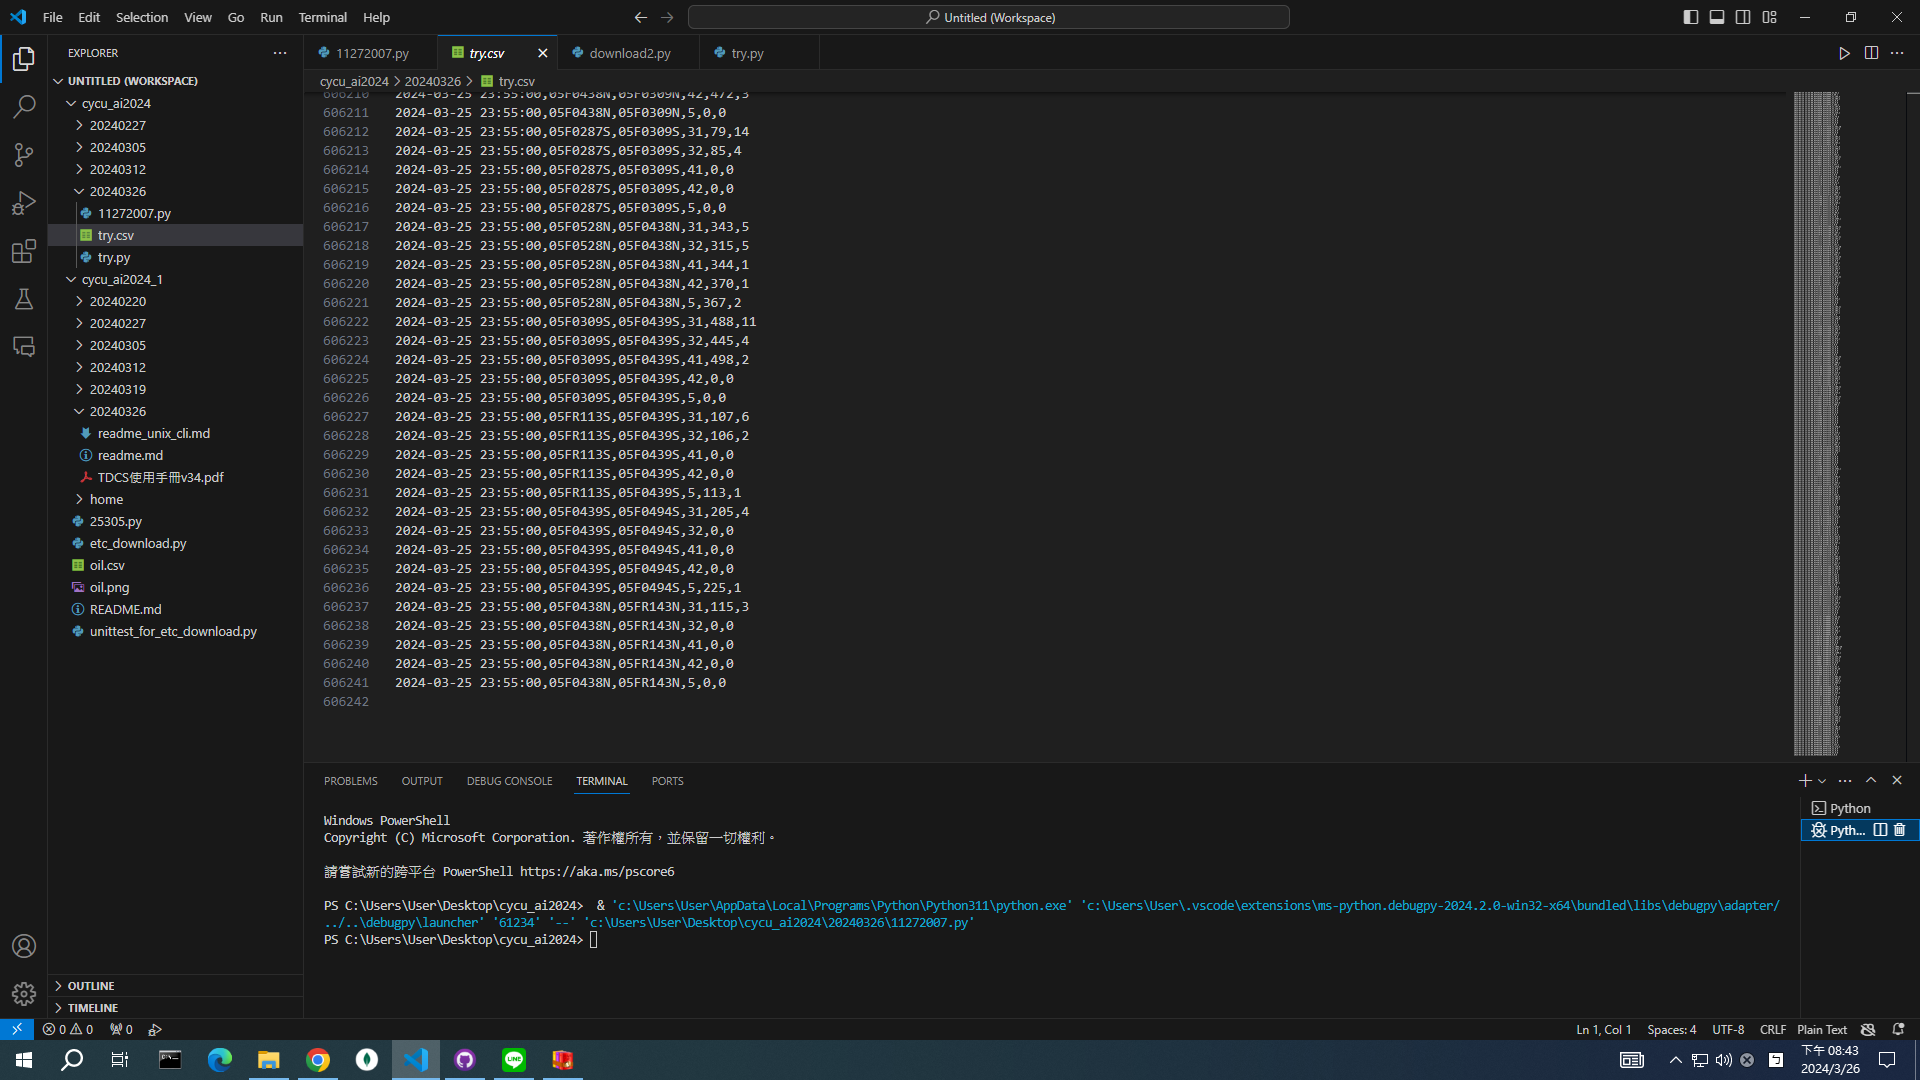 File Edit Selection View Go Run Terminal Help
Untitled (Workspace)
EXPLORER
11272007.py
try.csv
download2.py
try.py
UNTITLED (WORKSPACE)
cycu_ai2024 > 20240326 > try.csv
cycu_ai2024
20240227
20240305
20240312
20240326
11272007.py
try.csv
try.py
cycu_ai2024_1
20240220
20240227
20240305
20240312
20240319
20240326
readme_unix_cli.md
readme.md
TDCS使用手冊v34.pdf
home
25305.py
etc_download.py
oil.csv
oil.png
README.md
unittest_for_etc_download.py
OUTLINE
TIMELINE
606210 2024-03-25 23:55:00,05F0438N,05F0309N,42,472,3
606211 2024-03-25 23:55:00,05F0438N,05F0309N,5,0,0
606212 2024-03-25 23:55:00,05F0287S,05F0309S,31,79,14
606213 2024-03-25 23:55:00,05F0287S,05F0309S,32,85,4
606214 2024-03-25 23:55:00,05F0287S,05F0309S,41,0,0
606215 2024-03-25 23:55:00,05F0287S,05F0309S,42,0,0
606216 2024-03-25 23:55:00,05F0287S,05F0309S,5,0,0
606217 2024-03-25 23:55:00,05F0528N,05F0438N,31,343,5
606218 2024-03-25 23:55:00,05F0528N,05F0438N,32,315,5
606219 2024-03-25 23:55:00,05F0528N,05F0438N,41,344,1
606220 2024-03-25 23:55:00,05F0528N,05F0438N,42,370,1
606221 2024-03-25 23:55:00,05F0528N,05F0438N,5,367,2
606222 2024-03-25 23:55:00,05F0309S,05F0439S,31,488,11
606223 2024-03-25 23:55:00,05F0309S,05F0439S,32,445,4
606224 2024-03-25 23:55:00,05F0309S,05F0439S,41,498,2
606225 2024-03-25 23:55:00,05F0309S,05F0439S,42,0,0
606226 2024-03-25 23:55:00,05F0309S,05F0439S,5,0,0
606227 2024-03-25 23:55:00,05FR113S,05F0439S,31,107,6
606228 2024-03-25 23:55:00,05FR113S,05F0439S,32,106,2
606229 2024-03-25 23:55:00,05FR113S,05F0439S,41,0,0
606230 2024-03-25 23:55:00,05FR113S,05F0439S,42,0,0
606231 2024-03-25 23:55:00,05FR113S,05F0439S,5,113,1
606232 2024-03-25 23:55:00,05F0439S,05F0494S,31,205,4
606233 2024-03-25 23:55:00,05F0439S,05F0494S,32,0,0
606234 2024-03-25 23:55:00,05F0439S,05F0494S,41,0,0
606235 2024-03-25 23:55:00,05F0439S,05F0494S,42,0,0
606236 2024-03-25 23:55:00,05F0439S,05F0494S,5,225,1
606237 2024-03-25 23:55:00,05F0438N,05FR143N,31,115,3
606238 2024-03-25 23:55:00,05F0438N,05FR143N,32,0,0
606239 2024-03-25 23:55:00,05F0438N,05FR143N,41,0,0
606240 2024-03-25 23:55:00,05F0438N,05FR143N,42,0,0
606241 2024-03-25 23:55:00,05F0438N,05FR143N,5,0,0
606242
PROBLEMS OUTPUT DEBUG CONSOLE TERMINAL PORTS
Windows PowerShell
Copyright (C) Microsoft Corporation. 著作權所有，並保留一切權利。
請嘗試新的跨平台 PowerShell https://aka.ms/pscore6
PS C:\Users\User\Desktop\cycu_ai2024>  & 'c:\Users\User\AppData\Local\Programs\Python\Python311\python.exe' 'c:\Users\User\.vscode\extensions\ms-python.debugpy-2024.2.0-win32-x64\bundled\libs\debugpy\adapter/
../..\debugpy\launcher' '61234' '--' 'c:\Users\User\Desktop\cycu_ai2024\20240326\11272007.py'
PS C:\Users\User\Desktop\cycu_ai2024>
Python
Pyth...
0 0 0
Ln 1, Col 1 Spaces: 4 UTF-8 CRLF Plain Text
下午 08:43
2024/3/26